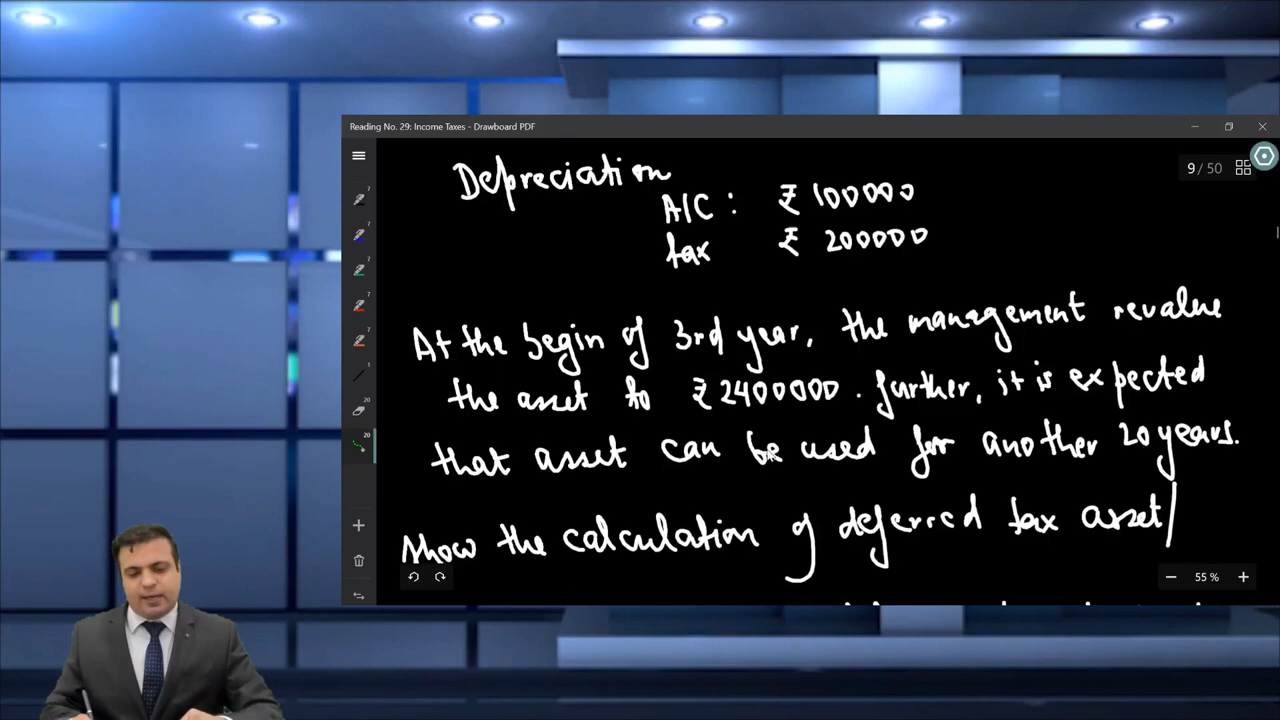 Reading No. 29: Income Taxes - Drawboard PDF
9 / 50
Depreciation
A/C : ₹ 100000
tax ₹ 200000
At the begin of 3rd year, the management revalue
the asset to ₹ 2400000. further, it is expected
that asset can be used for another 20 years.
show the calculation of deferred tax asset/
55 %